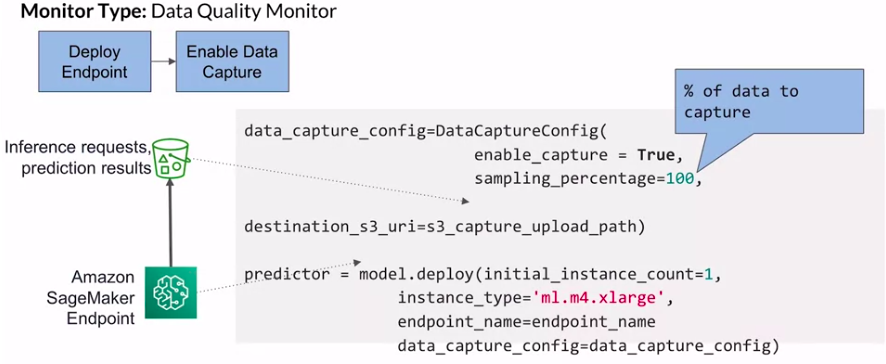 Monitor Type: Data Quality Monitor
Deploy
Endpoint
Enable Data
Capture
% of data to
capture
Inference requests,
prediction results
data_capture_config=DataCaptureConfig(
enable_capture = True,
sampling_percentage=100,
destination_s3_uri=s3_capture_upload_path)
Amazon
SageMaker
Endpoint
predictor = model.deploy(initial_instance_count=1,
instance_type='ml.m4.xlarge',
endpoint_name=endpoint_name
data_capture_config=data_capture_config)